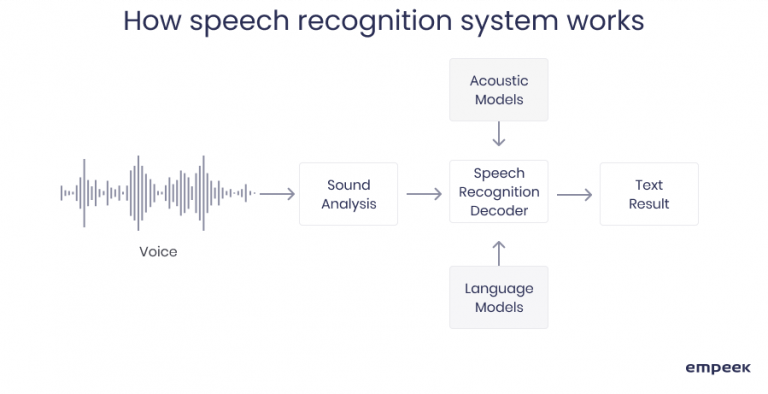 How speech recognition system works
Acoustic
Models
Sound
Analysis
Speech
Recognition
Decoder
Text
Result
Voice
Language
Models
empeek